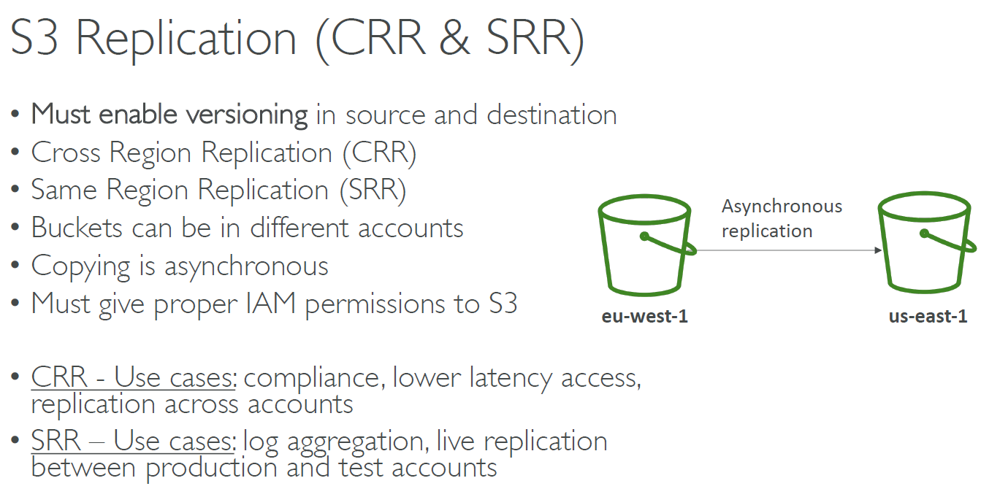 S3 Replication (CRR & SRR)
• Must enable versioning in source and destination
• Cross Region Replication (CRR)
• Same Region Replication (SRR)
• Buckets can be in different accounts
• Copying is asynchronous
• Must give proper IAM permissions to S3
• CRR - Use cases: compliance, lower latency access,
replication across accounts
• SRR – Use cases: log aggregation, live replication
between production and test accounts
Asynchronous
replication
eu-west-1
us-east-1